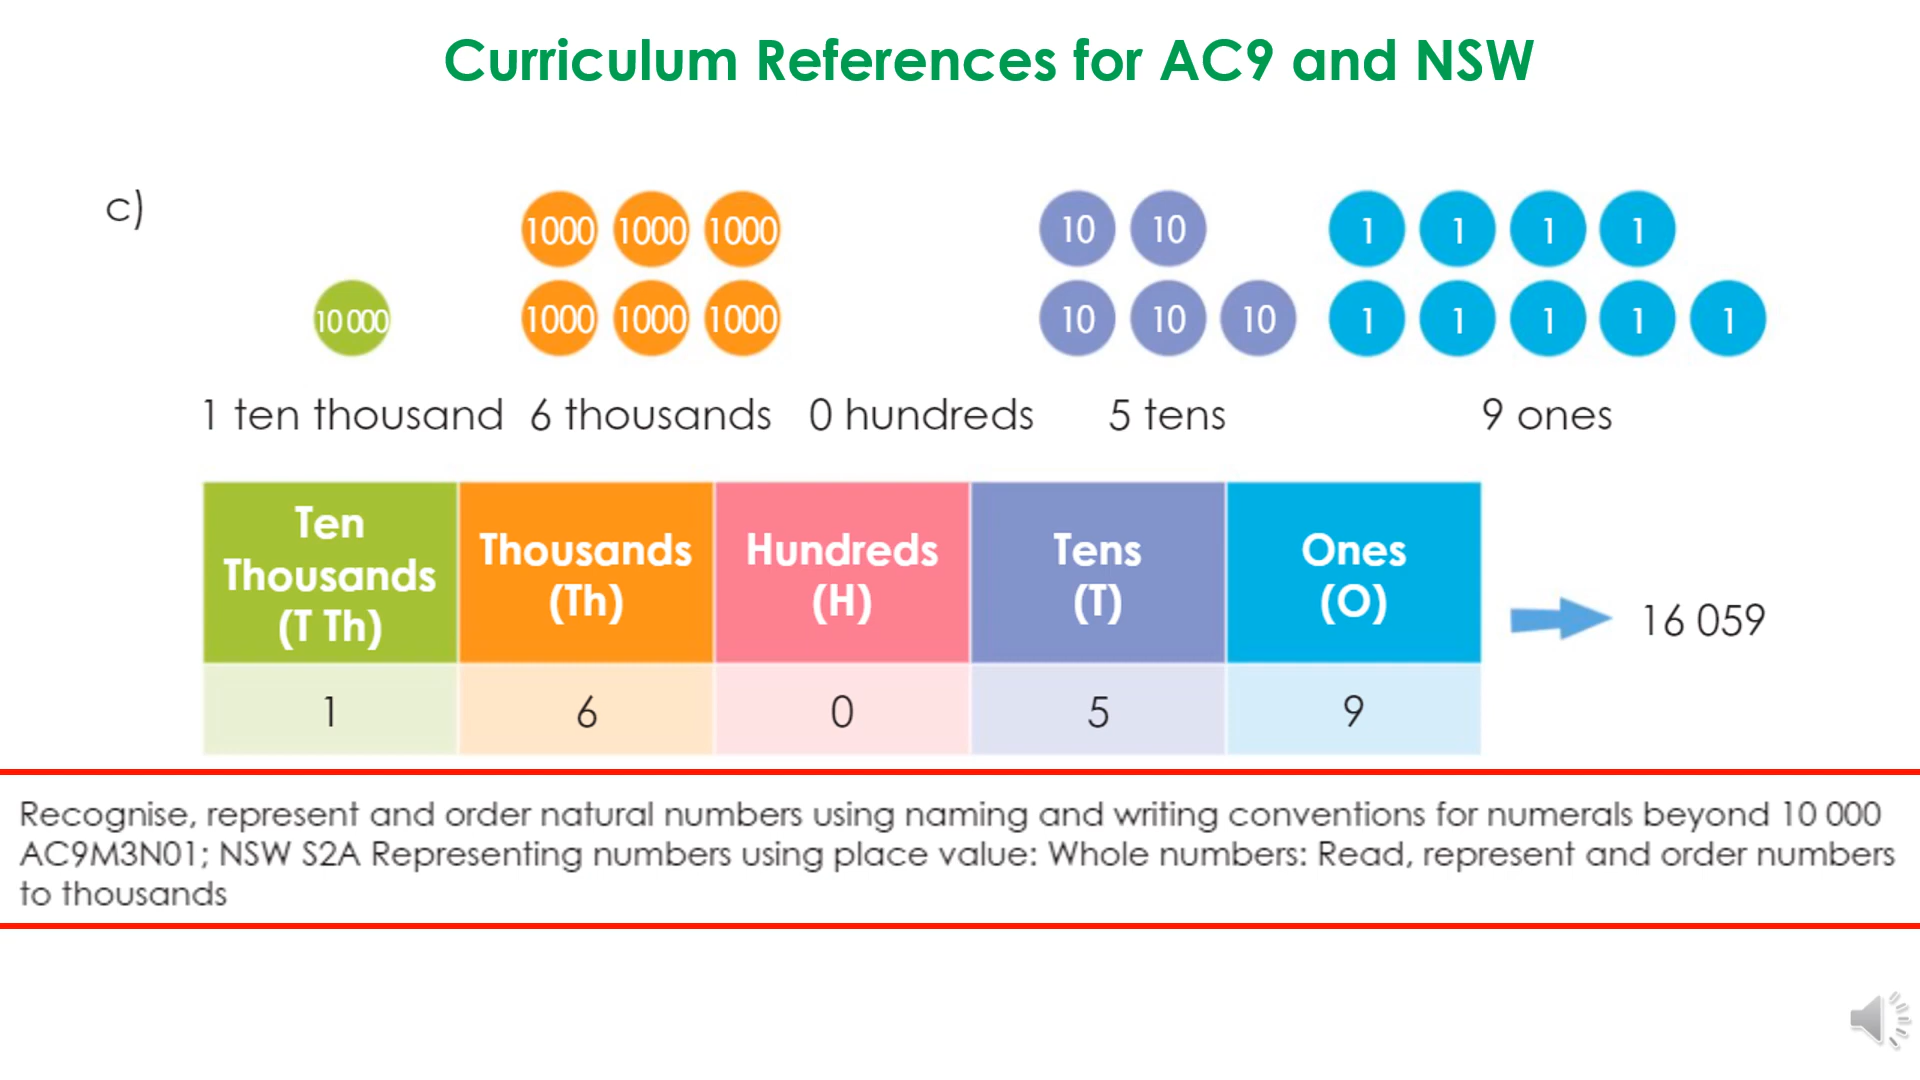 Curriculum References for AC9 and NSW
c)
1000 1000 1000 10 10 1 1 1 1
10 000 1000 1000 1000 10 10 10 1 1 1 1 1
1 ten thousand 6 thousands 0 hundreds 5 tens 9 ones
Ten
Thousands
(T Th)
Thousands
(Th)
Hundreds
(H)
Tens
(T)
Ones
(O)
16 059
1 6 0 5 9
Recognise, represent and order natural numbers using naming and writing conventions for numerals beyond 10 000
AC9M3N01; NSW S2A Representing numbers using place value: Whole numbers: Read, represent and order numbers
to thousands